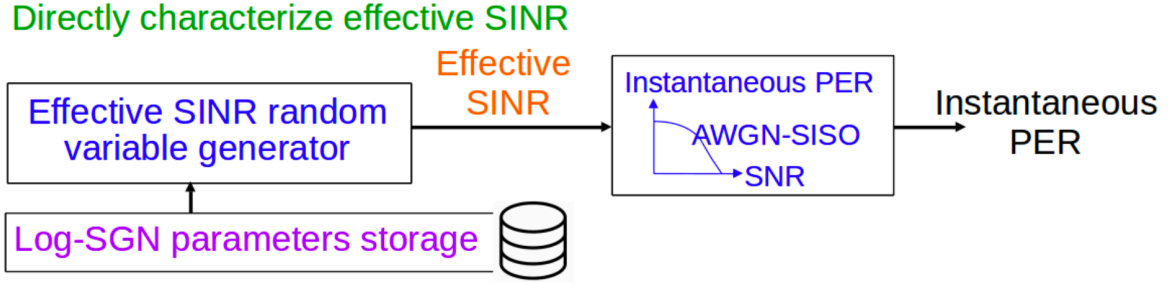 Directly characterize effective SINR
Effective
SINR
Effective SINR random
variable generator
Log-SGN parameters storage
Instantaneous PER
AWGN-SISO
SNR
Instantaneous
PER